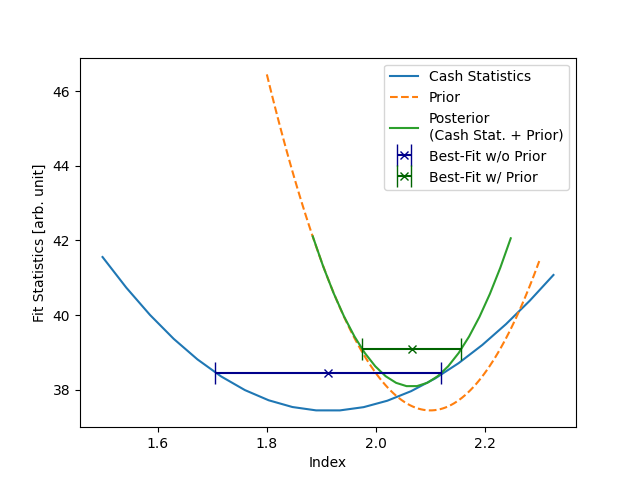 46
44
42
40
38
Fit Statistics [arb. unit]
1.6
1.8
2.0
2.2
Index
Cash Statistics
Prior
Posterior
(Cash Stat. + Prior)
Best-Fit w/o Prior
Best-Fit w/ Prior